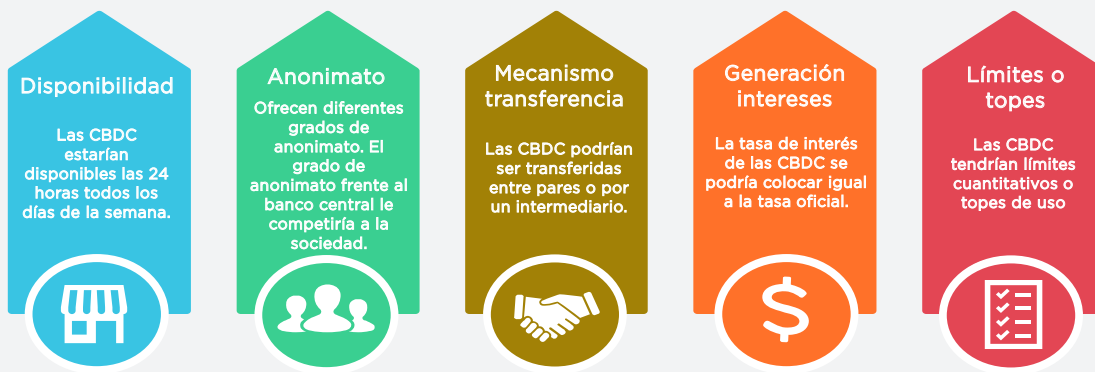 Disponibilidad
Las CBDC
estarían
disponibles las 24
horas todos los
días de la semana.
Anonimato
Ofrecen diferentes
grados de
anonimato. El
grado de
anonimato frente al
banco central le
competiría a la
sociedad.
Mecanismo
transferencia
Las CBDC podrían
ser transferidas
entre pares o por
un intermediario.
Generación
intereses
La tasa de interés
de las CBDC se
podría colocar igual
a la tasa oficial.
Límites o
topes
Las CBDC
tendrían límites
cuantitativos o
topes de uso
$